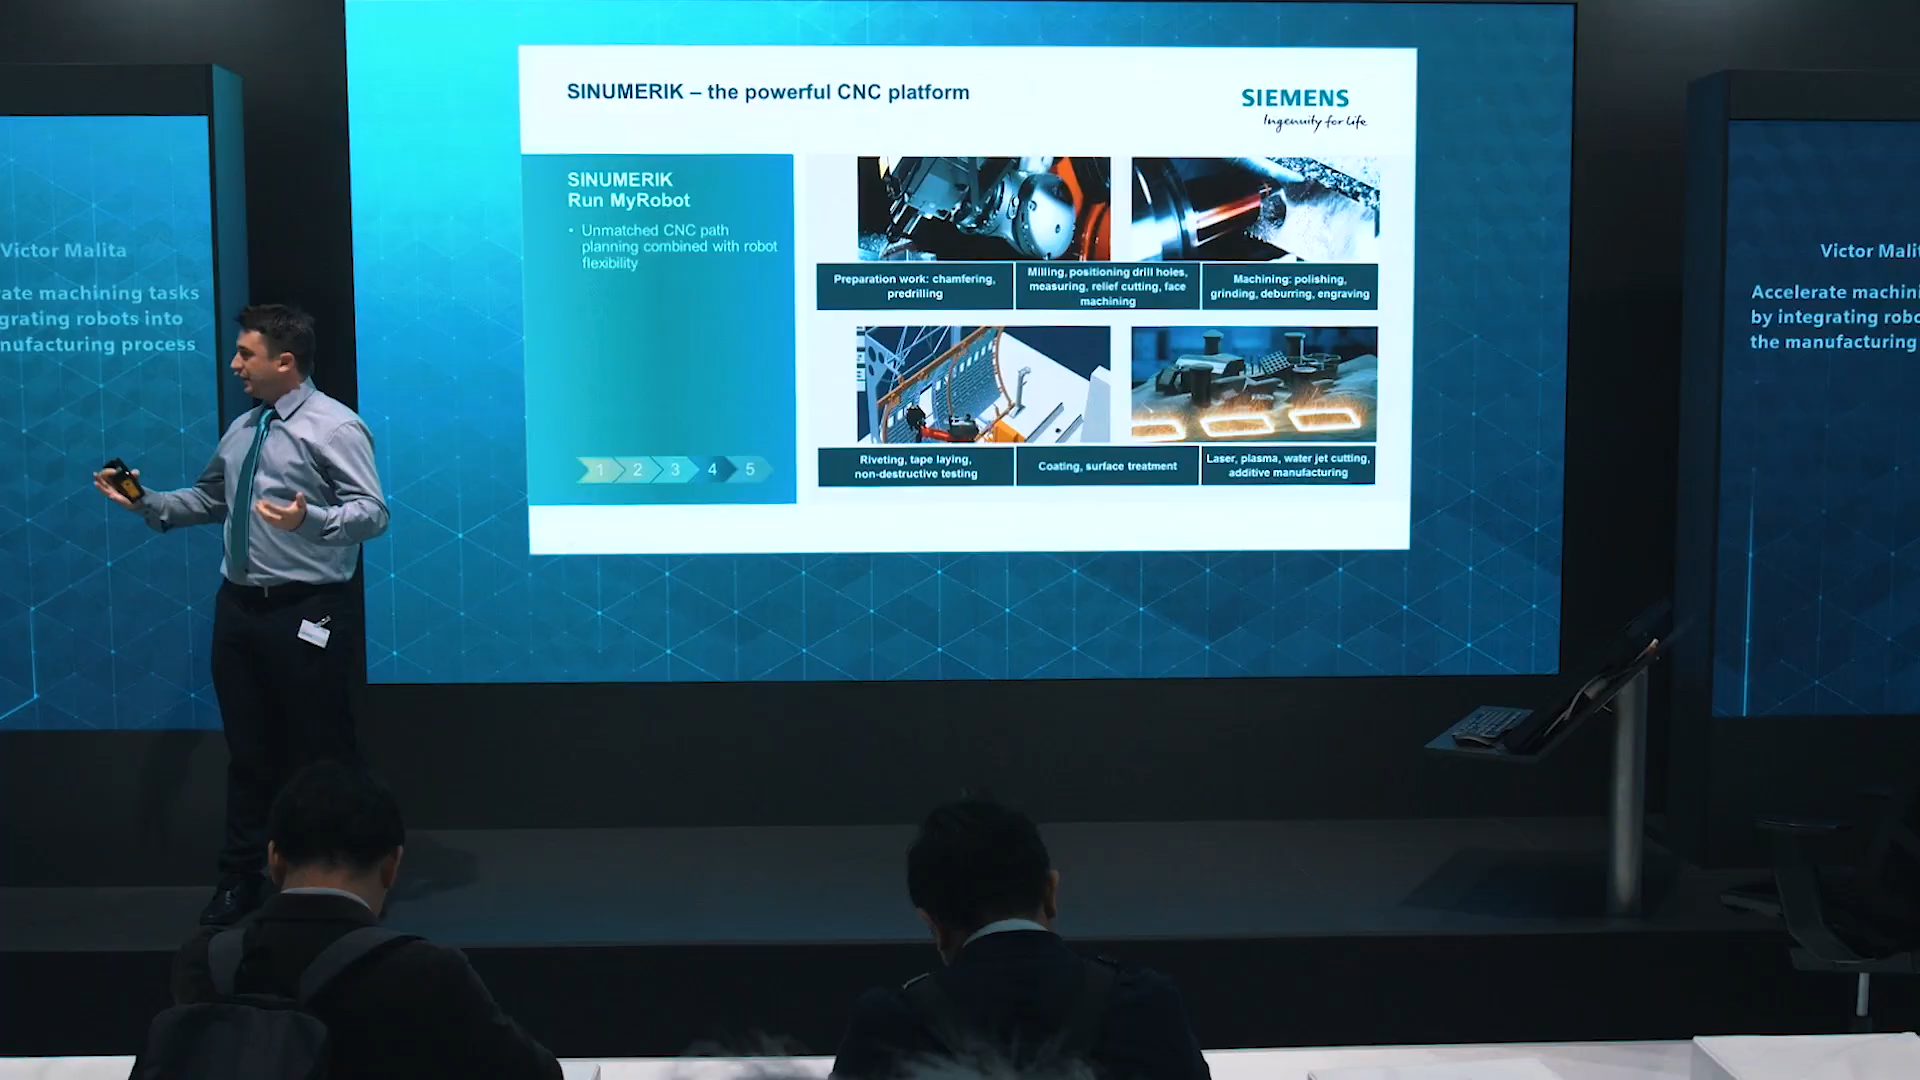 SINUMERIK – the powerful CNC platform
SIEMENS
Ingenuity for life
SINUMERIK
Run MyRobot
• Unmatched CNC path
planning combined with robot
flexibility
1 2 3 4 5
Preparation work: chamfering,
predrilling
Milling, positioning drill holes,
measuring, relief cutting, face
machining
Machining: polishing,
grinding, deburring, engraving
Riveting, tape laying,
non-destructive testing
Coating, surface treatment
Laser, plasma, water jet cutting,
additive manufacturing
Victor Malita
ate machining tasks
grating robots into
nufacturing process
Victor Malit
Accelerate machini
by integrating robo
the manufacturing